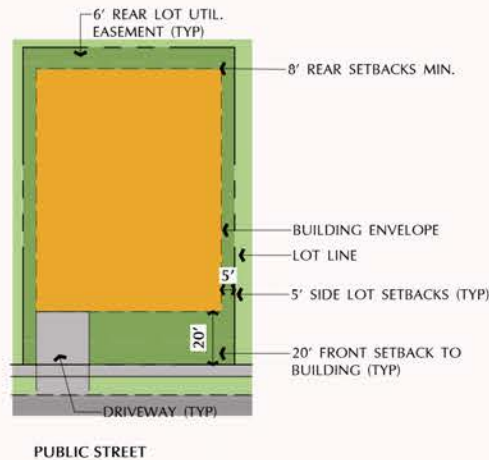 6' REAR LOT UTIL.
EASEMENT (TYP)
8' REAR SETBACKS MIN.
BUILDING ENVELOPE
LOT LINE
5'
5' SIDE LOT SETBACKS (TYP)
20'
20' FRONT SETBACK TO
BUILDING (TYP)
DRIVEWAY (TYP)
PUBLIC STREET